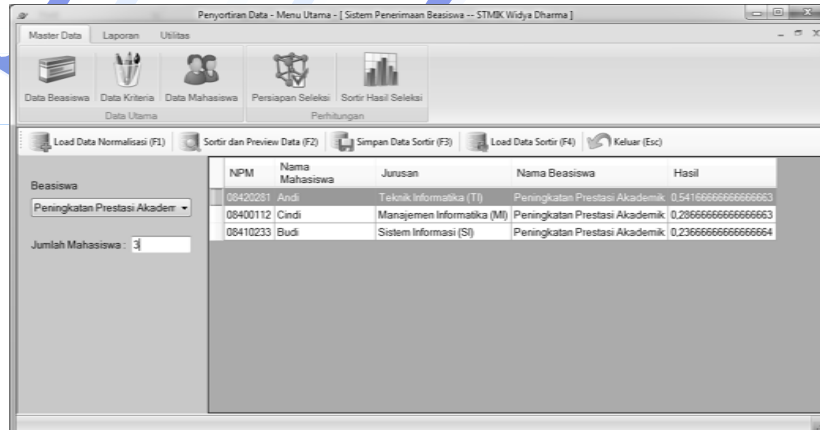 Penyortiran Data - Menu Utama - [ Sistem Penerimaan Beasiswa -- STMIK Widya Dharma ]
Master Data Laporan Utilitas
Data Beasiswa Data Kriteria Data Mahasiswa Persiapan Seleksi Sortir Hasil Seleksi
Data Utama Perhitungan
Load Data Normalisasi (F1) Sortir dan Preview Data (F2) Simpan Data Sortir (F3) Load Data Sortir (F4) Keluar (Esc)
Beasiswa
Peningkatan Prestasi Akadem
Jumlah Mahasiswa : 3
NPM Nama Mahasiswa Jurusan Nama Beasiswa Hasil
08420281 Andi Teknik Informatika (TI) Peningkatan Prestasi Akademik 0,54166666666666663
08400112 Cindi Manajemen Informatika (MI) Peningkatan Prestasi Akademik 0,28666666666666663
08410233 Budi Sistem Informasi (SI) Peningkatan Prestasi Akademik 0,23666666666666664